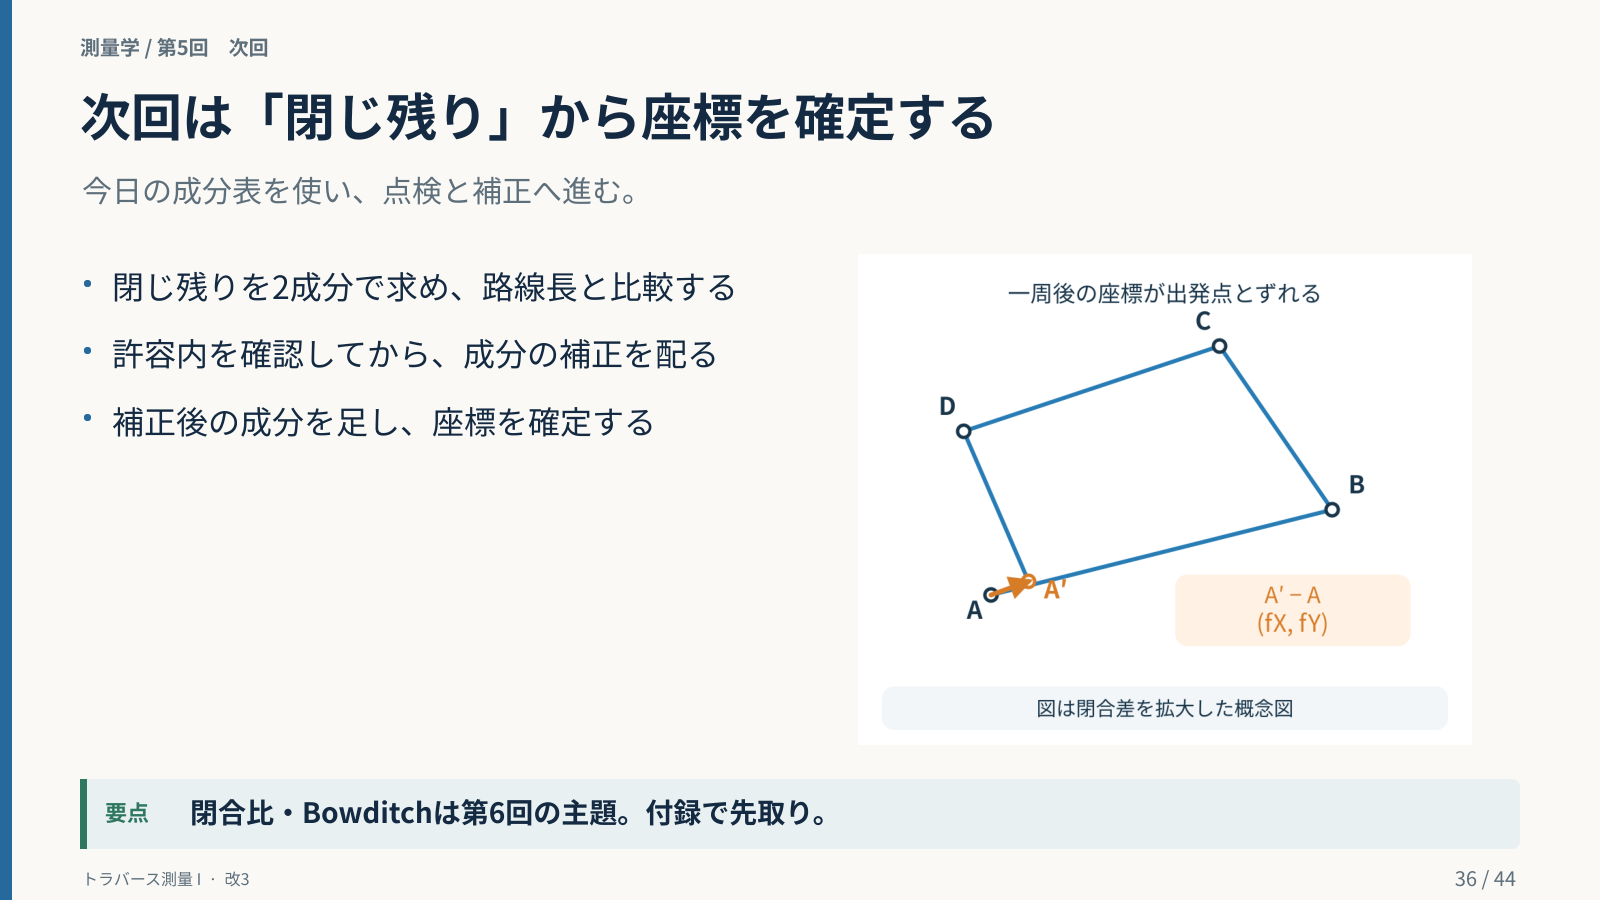 測量学 / 第5回　次回
次回は「閉じ残り」から座標を確定する
今日の成分表を使い、点検と補正へ進む。
・閉じ残りを2成分で求め、路線長と比較する
・許容内を確認してから、成分の補正を配る
・補正後の成分を足し、座標を確定する
一周後の座標が出発点とずれる
C
D
B
A
A′
A′ − A
(fX, fY)
図は閉合差を拡大した概念図
要点　閉合比・Bowditchは第6回の主題。付録で先取り。
トラバース測量 I · 改3
36 / 44